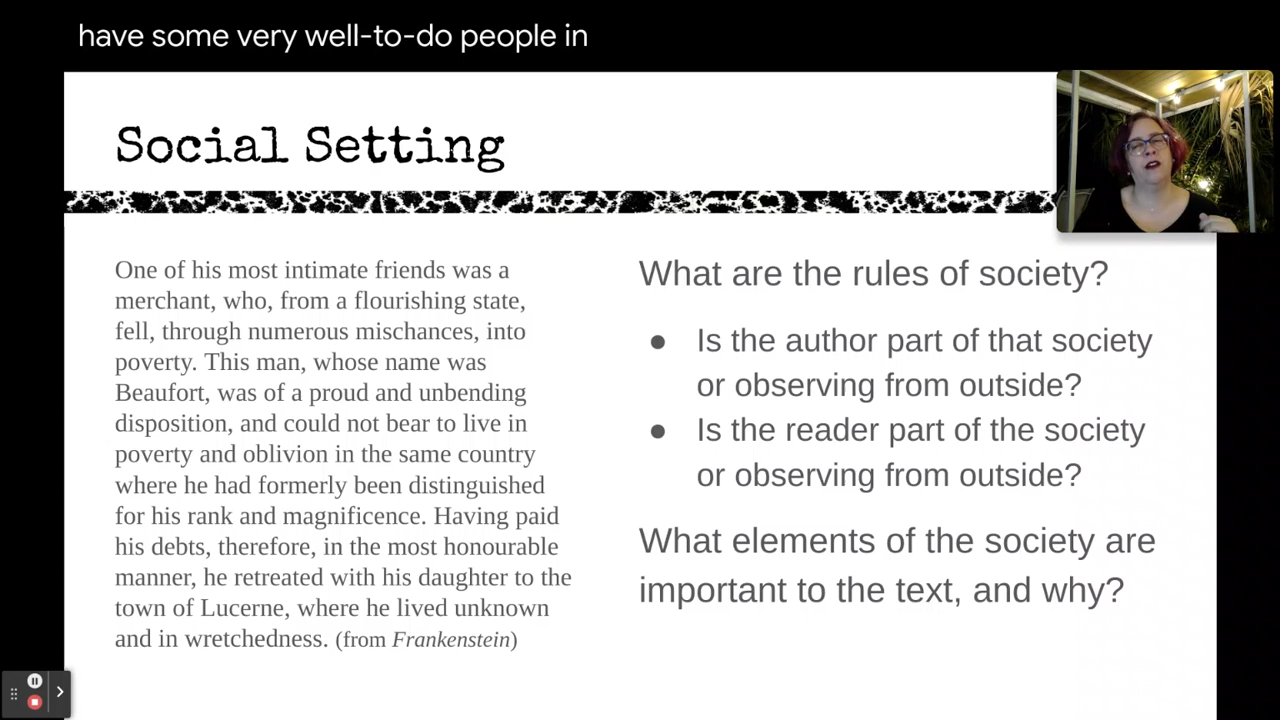 have some very well-to-do people in
Social Setting
One of his most intimate friends was a
merchant, who, from a flourishing state,
fell, through numerous mischances, into
poverty. This man, whose name was
Beaufort, was of a proud and unbending
disposition, and could not bear to live in
poverty and oblivion in the same country
where he had formerly been distinguished
for his rank and magnificence. Having paid
his debts, therefore, in the most honourable
manner, he retreated with his daughter to the
town of Lucerne, where he lived unknown
and in wretchedness. (from Frankenstein)
What are the rules of society?
● Is the author part of that society
or observing from outside?
● Is the reader part of the society
or observing from outside?
What elements of the society are
important to the text, and why?